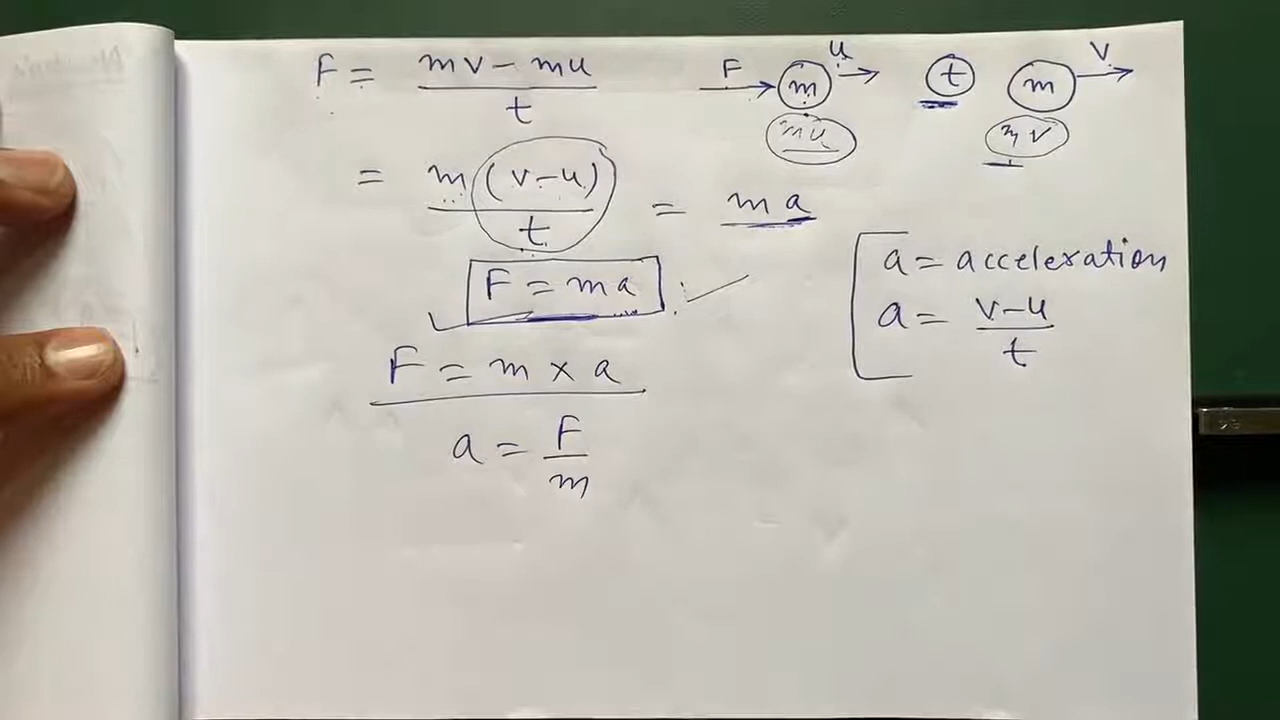 F = mv - mu / t
F → m u → t m v →
mu mv
= m (v-u) / t = ma
F = ma
F = m × a
a = F / m
a = acceleration
a = v-u / t